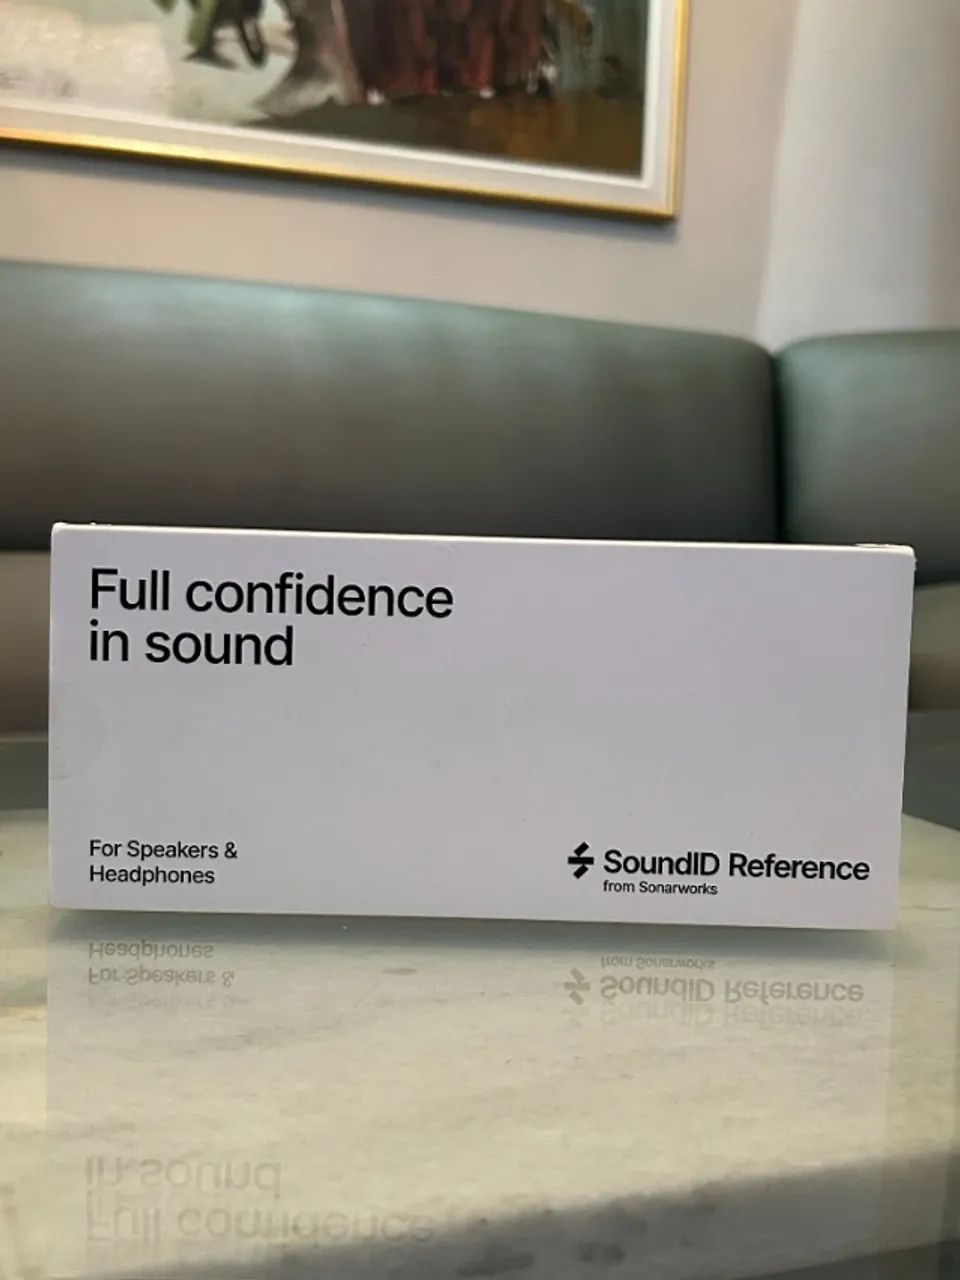 Full confidence
in sound
For Speakers &
Headphones
SoundID Reference
from Sonarworks